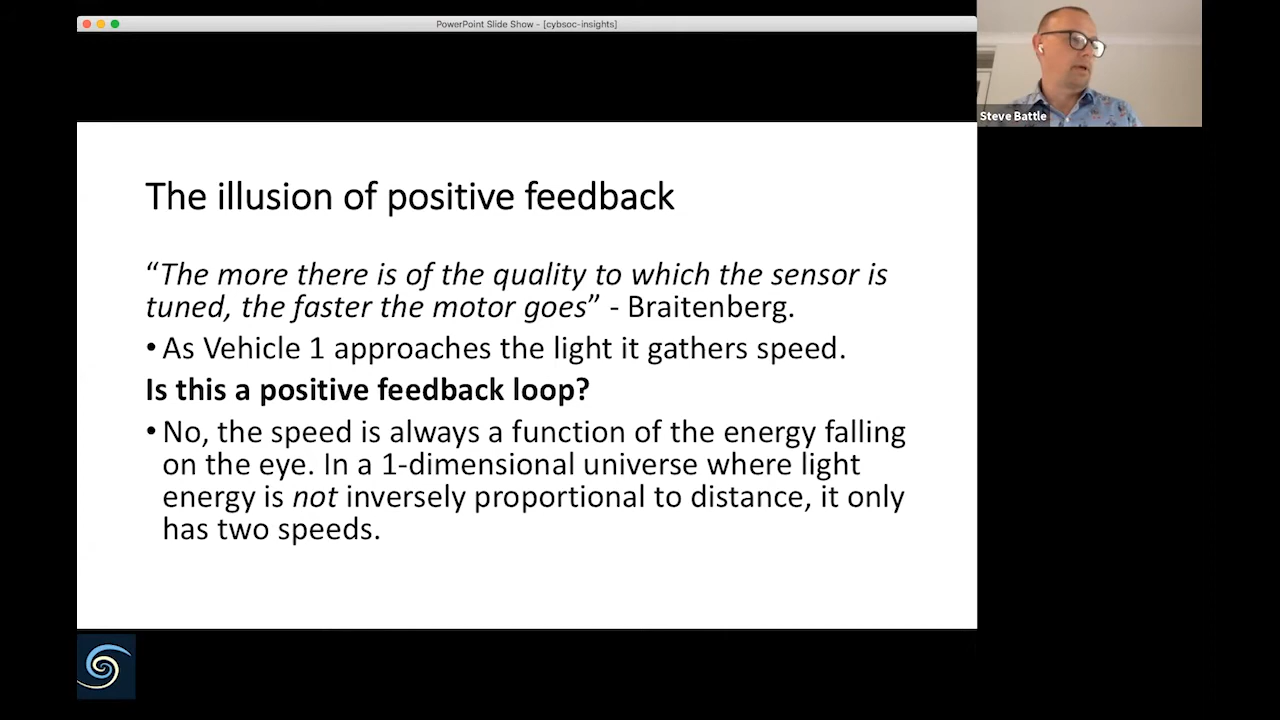 PowerPoint Slide Show - [cybsoc-insights]
Steve Battle
The illusion of positive feedback
“The more there is of the quality to which the sensor is
tuned, the faster the motor goes” - Braitenberg.
•As Vehicle 1 approaches the light it gathers speed.
Is this a positive feedback loop?
•No, the speed is always a function of the energy falling
on the eye. In a 1-dimensional universe where light
energy is not inversely proportional to distance, it only
has two speeds.